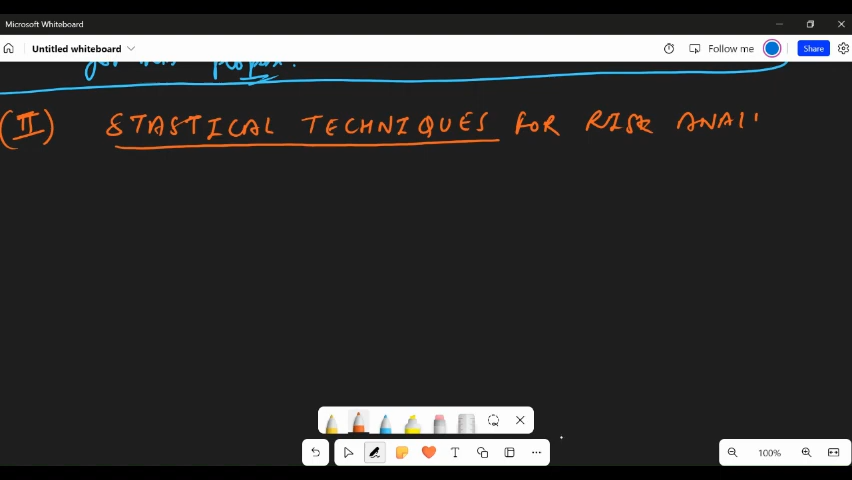 Microsoft Whiteboard
Untitled whiteboard
Follow me
Share
(II) STASTICAL TECHNIQUES FOR RISK ANAL
T
100%